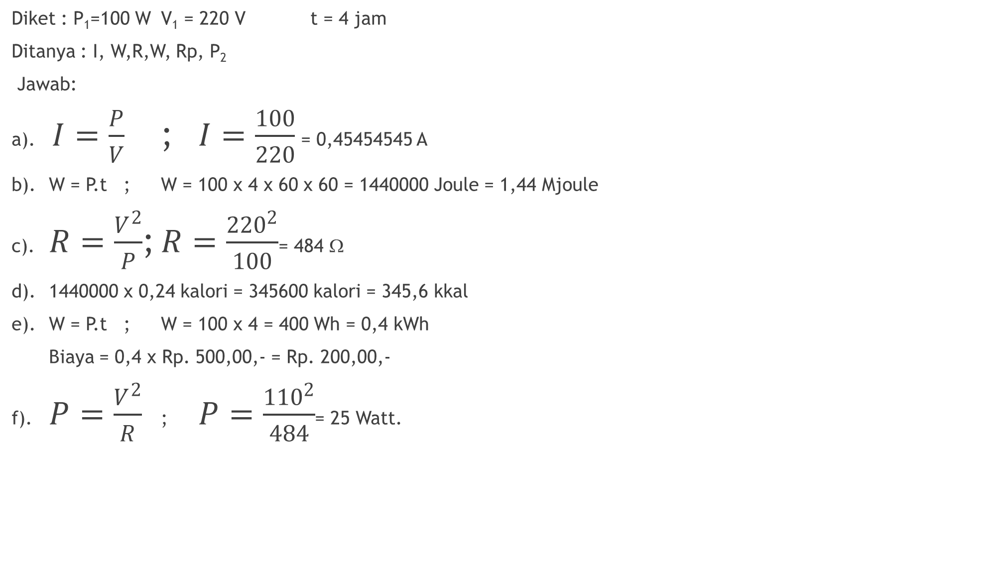 Diket : P₁=100 W V₁ = 220 V t = 4 jam
Ditanya : I, W,R,W, Rp, P₂
Jawab:
a). I = P/V ; I = 100/220 = 0,45454545 A
b). W = P.t ; W = 100 x 4 x 60 x 60 = 1440000 Joule = 1,44 Mjoule
c). R = V²/P; R = 220²/100 = 484 Ω
d). 1440000 x 0,24 kalori = 345600 kalori = 345,6 kkal
e). W = P.t ; W = 100 x 4 = 400 Wh = 0,4 kWh
Biaya = 0,4 x Rp. 500,00,- = Rp. 200,00,-
f). P = V²/R ; P = 110²/484 = 25 Watt.